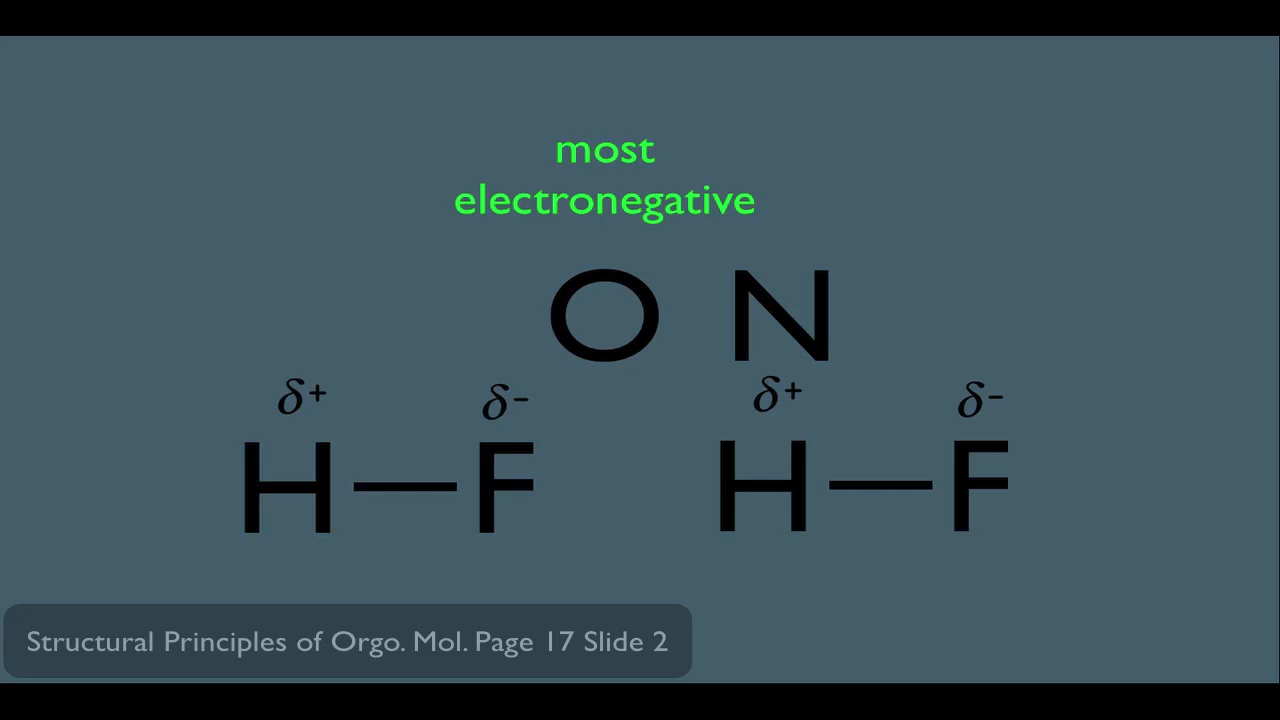 most
electronegative
O N
δ+ δ- δ+ δ-
H—F H—F
Structural Principles of Orgo. Mol. Page 17 Slide 2